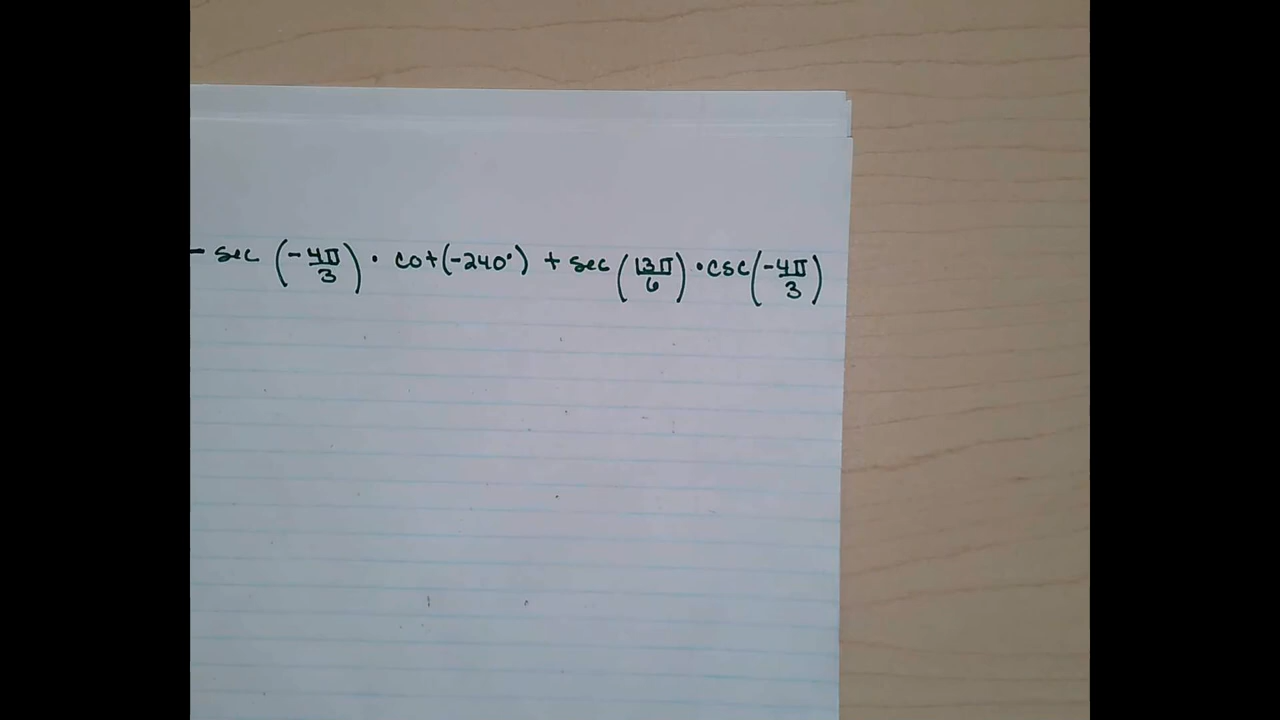 - sec (-4π/3) · cot(-240°) + sec (13π/6) · csc(-4π/3)